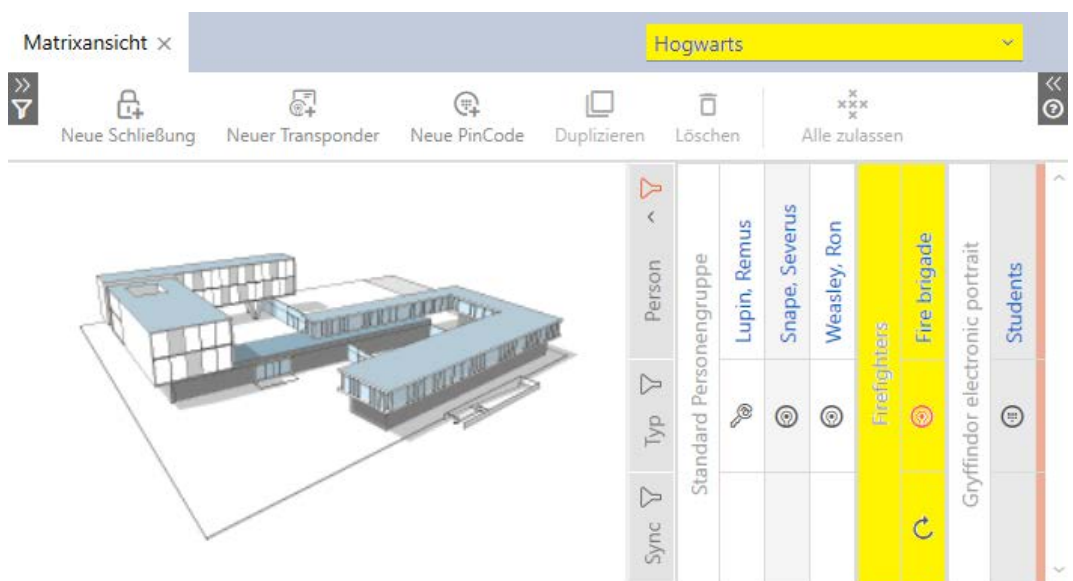 Matrixansicht
Hogwarts
Neue Schließung
Neuer Transponder
Neue PinCode
Duplizieren
Löschen
Alle zulassen
Person
Typ
Sync
Standard Personengruppe
Lupin, Remus
Snape, Severus
Weasley, Ron
Firefighters
Fire brigade
Gryffindor electronic portrait
Students